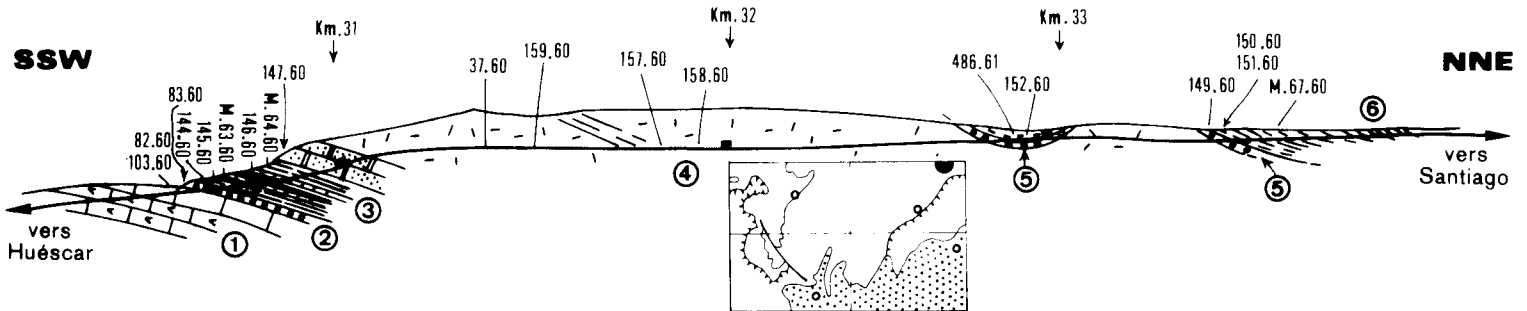 SSW
NNE
Km.31
Km.32
Km.33
103.60
82.60
83.60
144.60
145.60
M.63.60
146.60
M.64.60
147.60
37.60
159.60
157.60
158.60
486.61
152.60
149.60
150.60
151.60
M.67.60
①
②
③
④
⑤
⑤
⑥
vers
Huéscar
vers
Santiago